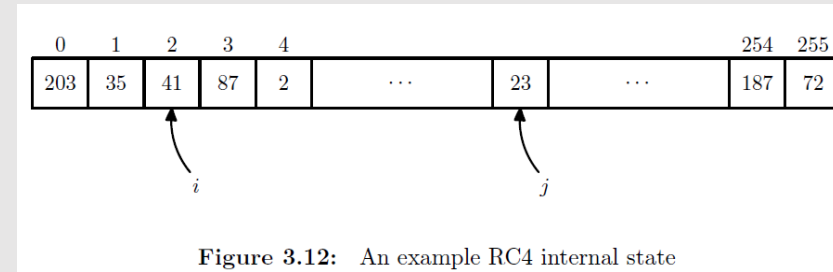 0 1 2 3 4 254 255
203 35 41 87 2 ··· 23 ··· 187 72
i j
Figure 3.12: An example RC4 internal state